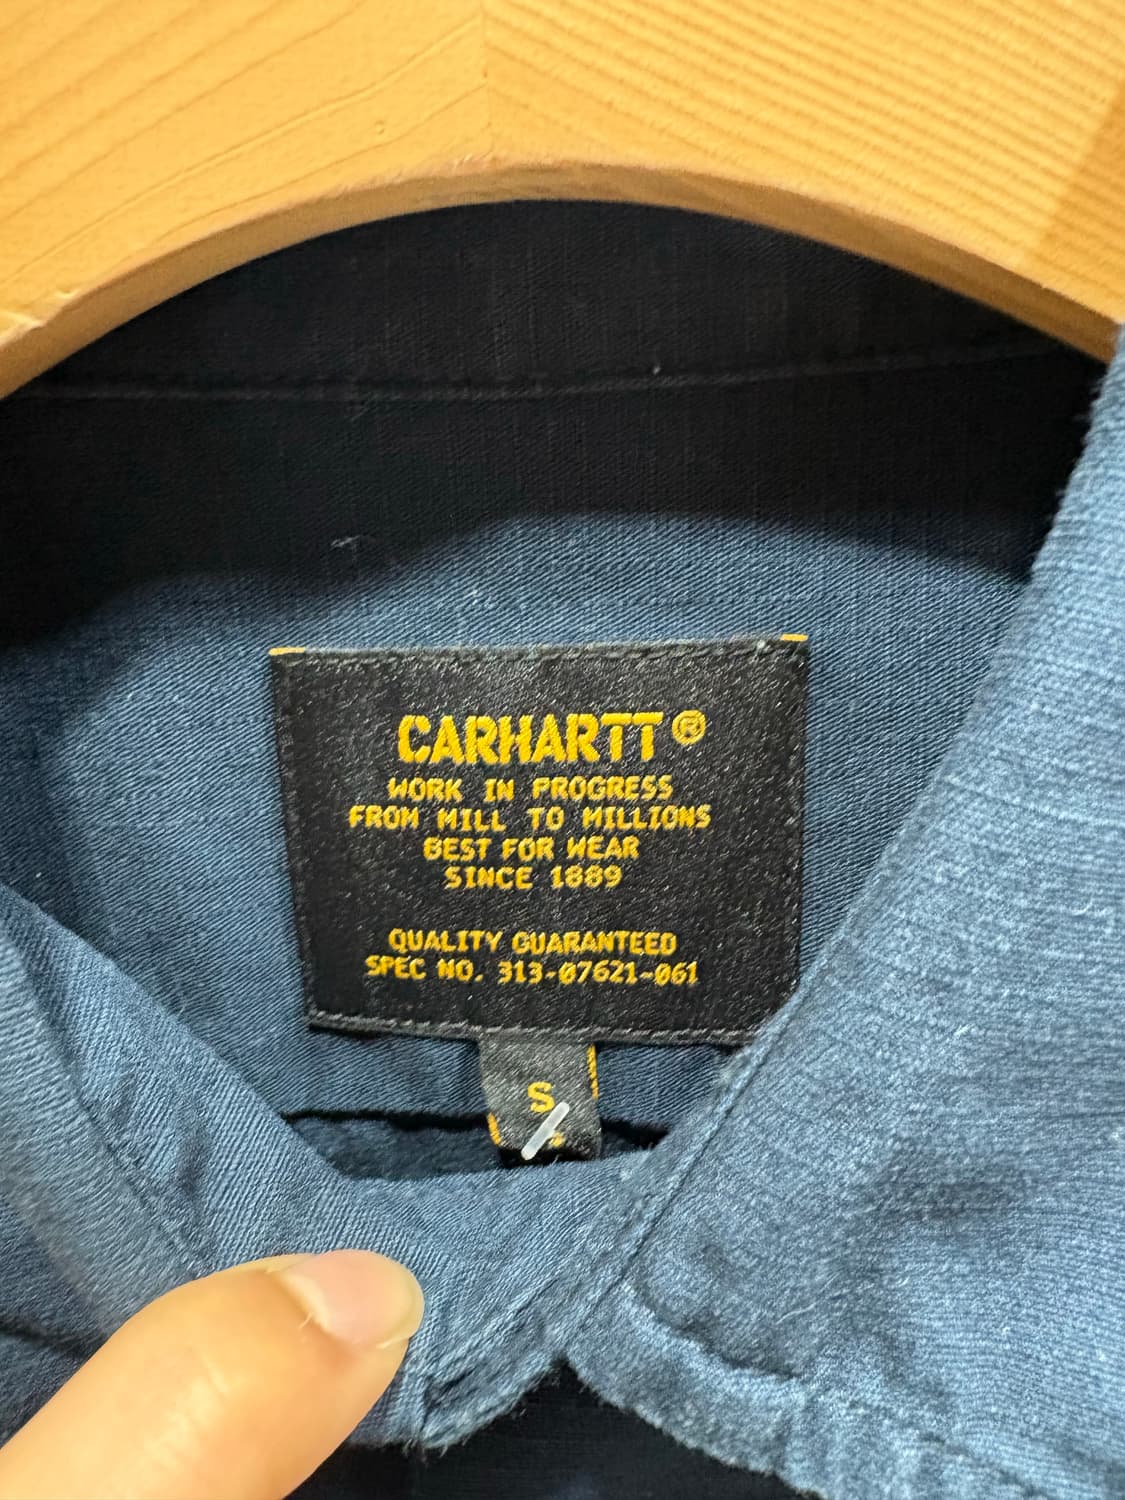 CARHARTT®
WORK IN PROGRESS
FROM MILL TO MILLIONS
BEST FOR WEAR
SINCE 1889
QUALITY GUARANTEED
SPEC NO. 313-07621-061
S